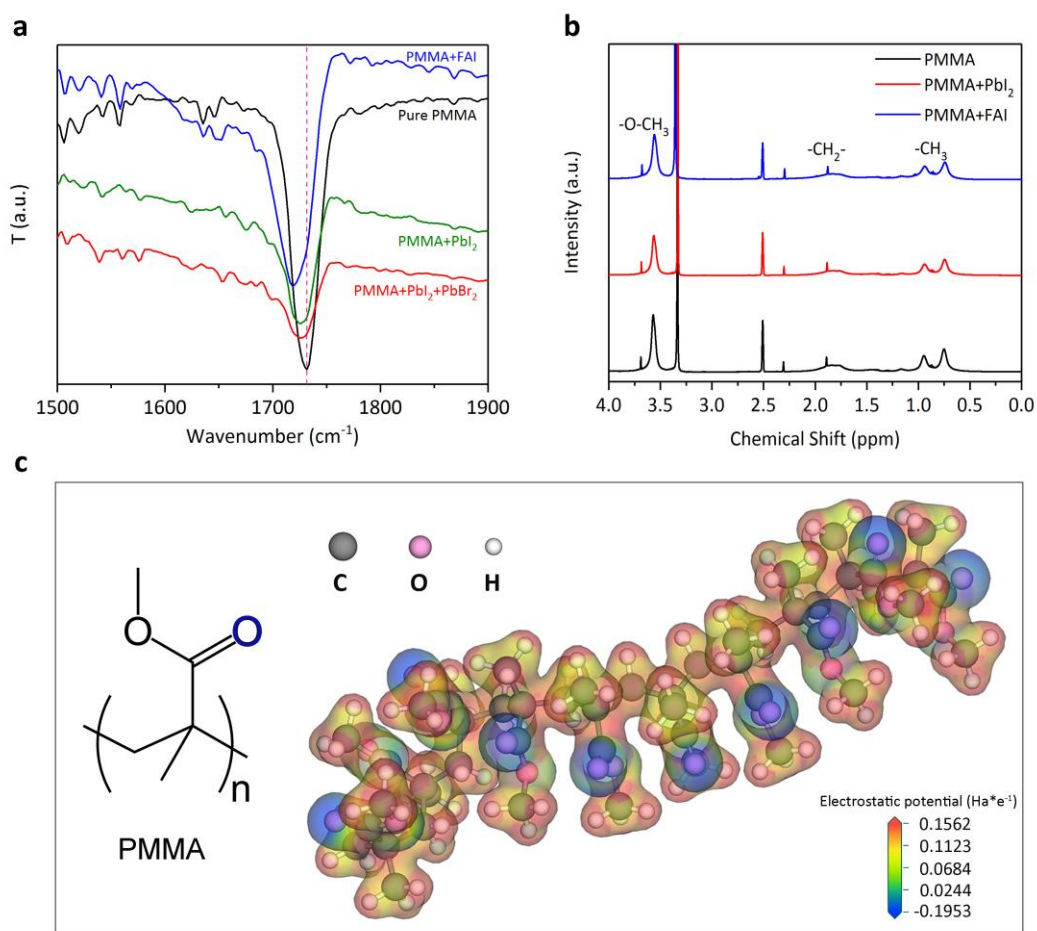 a
PMMA+FAI
Pure PMMA
PMMA+PbI₂
PMMA+PbI₂+PbBr₂
T (a.u.)
1500 1600 1700 1800 1900
Wavenumber (cm⁻¹)
b
PMMA
PMMA+PbI₂
PMMA+FAI
-O-CH₃
-CH₂-
-CH₃
Intensity (a.u.)
4.0 3.5 3.0 2.5 2.0 1.5 1.0 0.5 0.0
Chemical Shift (ppm)
c
C O H
O O
n
PMMA
Electrostatic potential (Ha*e⁻¹)
0.1562
0.1123
0.0684
0.0244
-0.1953